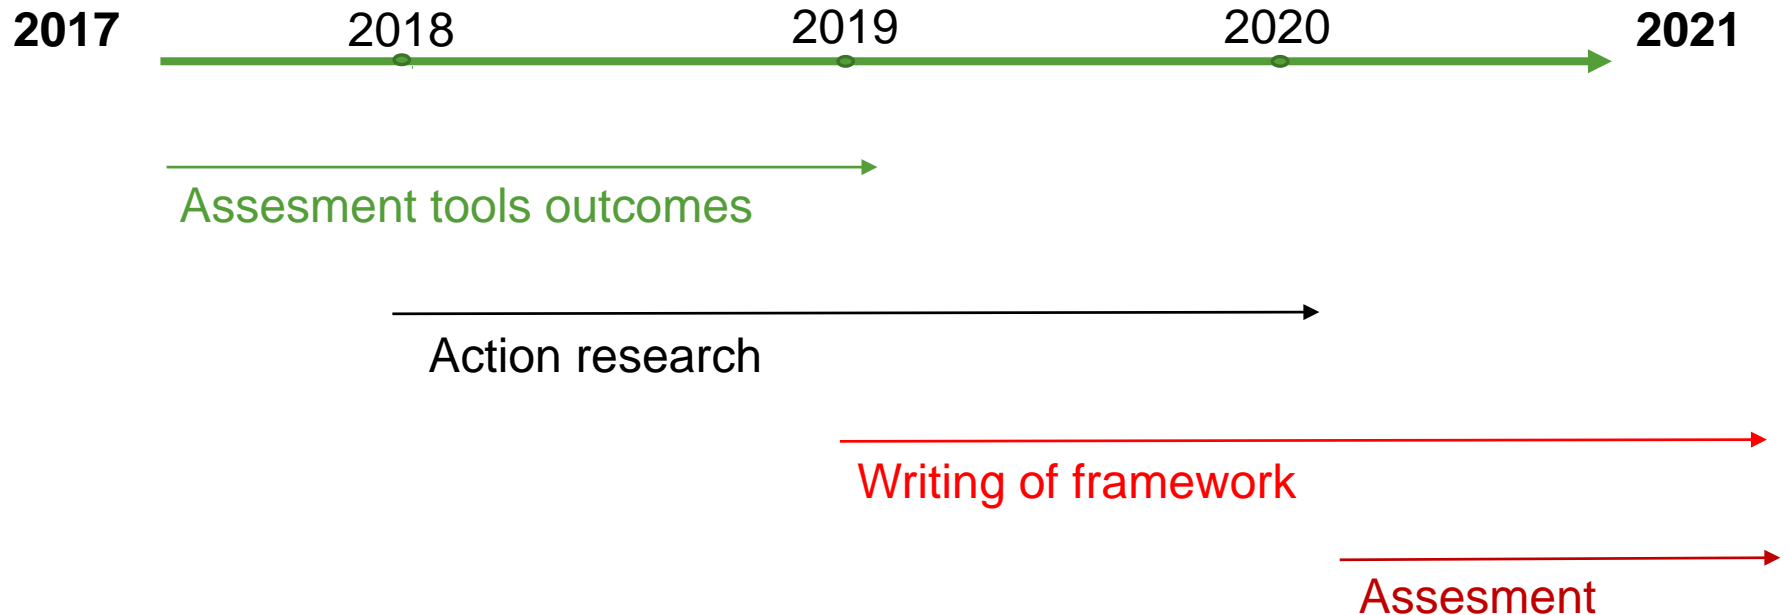 2017 2018 2019 2020 2021
Assesment tools outcomes
Action research
Writing of framework
Assesment